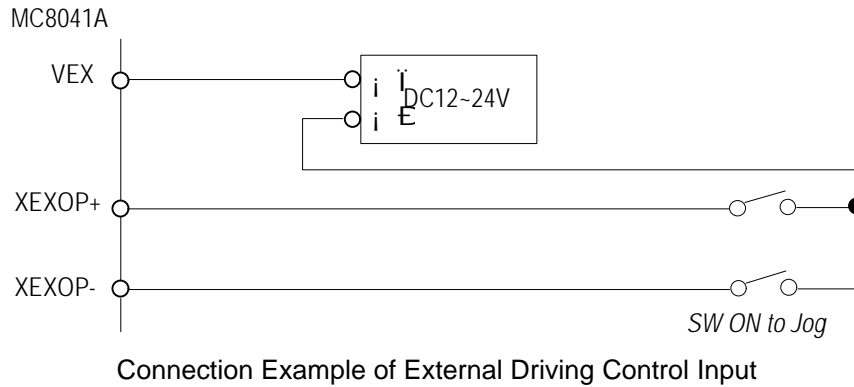 MC8041A
VEX
¡ Ï
DC12~24V
¡ Œ
XEXOP+
XEXOP-
SW ON to Jog
Connection Example of External Driving Control Input